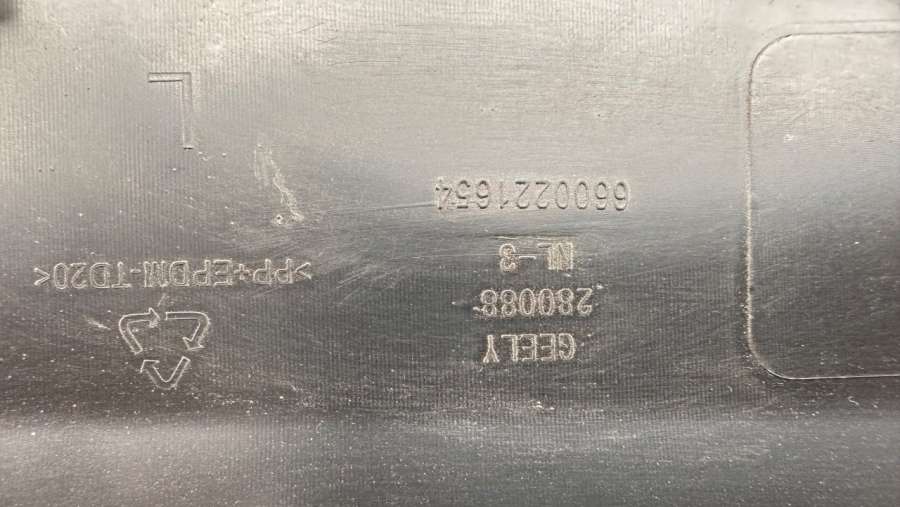 GEELY
280088
NL-3
>PP+EPDM-TD20<
6600221654
L